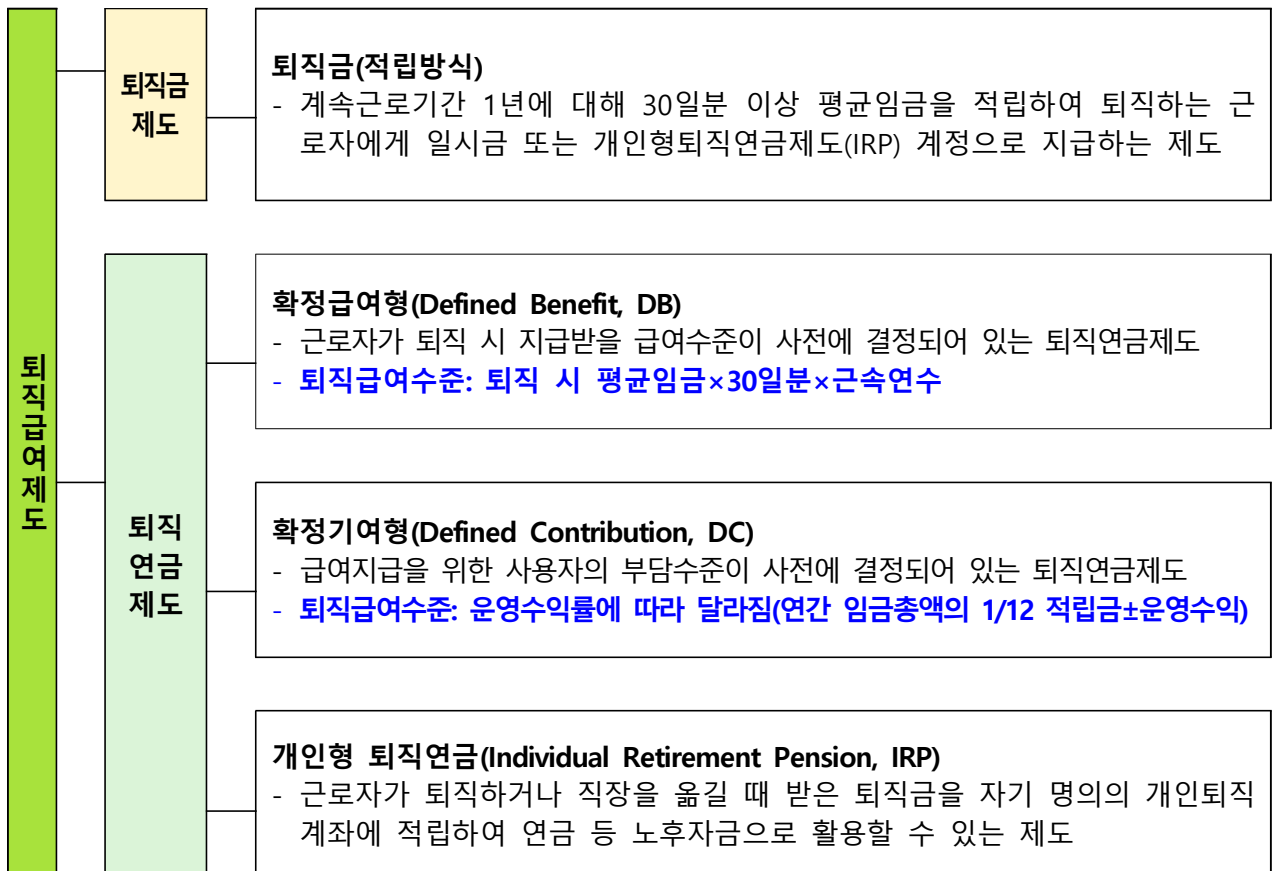 퇴직급여제도
퇴직금
제도
퇴직금(적립방식)
- 계속근로기간 1년에 대해 30일분 이상 평균임금을 적립하여 퇴직하는 근
로자에게 일시금 또는 개인형퇴직연금제도(IRP) 계정으로 지급하는 제도
퇴직
연금
제도
확정급여형(Defined Benefit, DB)
- 근로자가 퇴직 시 지급받을 급여수준이 사전에 결정되어 있는 퇴직연금제도
- 퇴직급여수준: 퇴직 시 평균임금×30일분×근속연수
확정기여형(Defined Contribution, DC)
- 급여지급을 위한 사용자의 부담수준이 사전에 결정되어 있는 퇴직연금제도
- 퇴직급여수준: 운영수익률에 따라 달라짐(연간 임금총액의 1/12 적립금±운영수익)
개인형 퇴직연금(Individual Retirement Pension, IRP)
- 근로자가 퇴직하거나 직장을 옮길 때 받은 퇴직금을 자기 명의의 개인퇴직
계좌에 적립하여 연금 등 노후자금으로 활용할 수 있는 제도